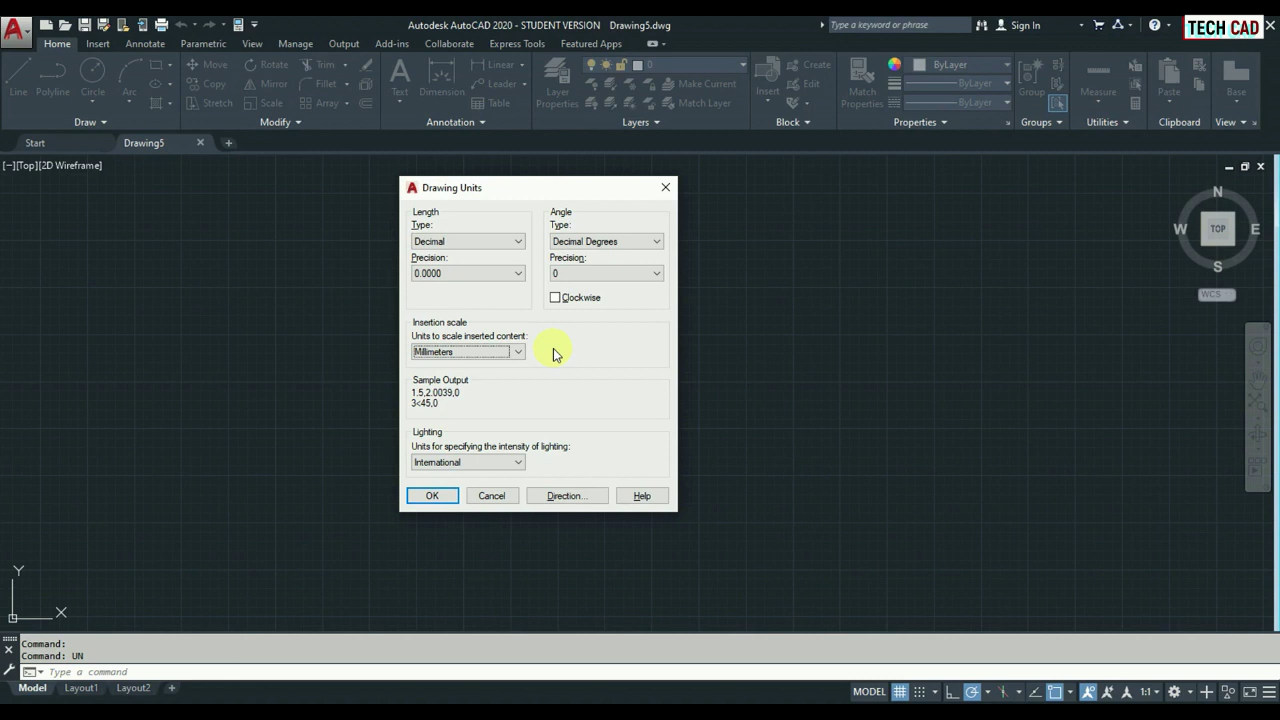 Autodesk AutoCAD 2020 - STUDENT VERSION Drawing5.dwg
Type a keyword or phrase
Sign In
TECH CAD
Home Insert Annotate Parametric View Manage Output Add-ins Collaborate Express Tools Featured Apps
Line Polyline Circle Arc
Move Rotate Trim
Copy Mirror Fillet
Stretch Scale Array
Text Dimension
Linear
Leader
Table
Layer Properties
0
Make Current
Match Layer
Insert
Create
Edit
Match Properties
ByLayer
ByLayer
ByLayer
Group
Measure
Paste
Base
Draw Modify Annotation Layers Block Properties Groups Utilities Clipboard View
Start Drawing5
[−][Top][2D Wireframe]
N
W TOP E
S
WCS
Drawing Units
Length
Type:
Decimal
Precision:
0.0000
Angle
Type:
Decimal Degrees
Precision:
0
Clockwise
Insertion scale
Units to scale inserted content:
Millimeters
Sample Output
1.5,2.0039,0
3<45,0
Lighting
Units for specifying the intensity of lighting:
International
OK Cancel Direction... Help
Y
X
Command:
Command: UN
Type a command
Model Layout1 Layout2
MODEL
1:1